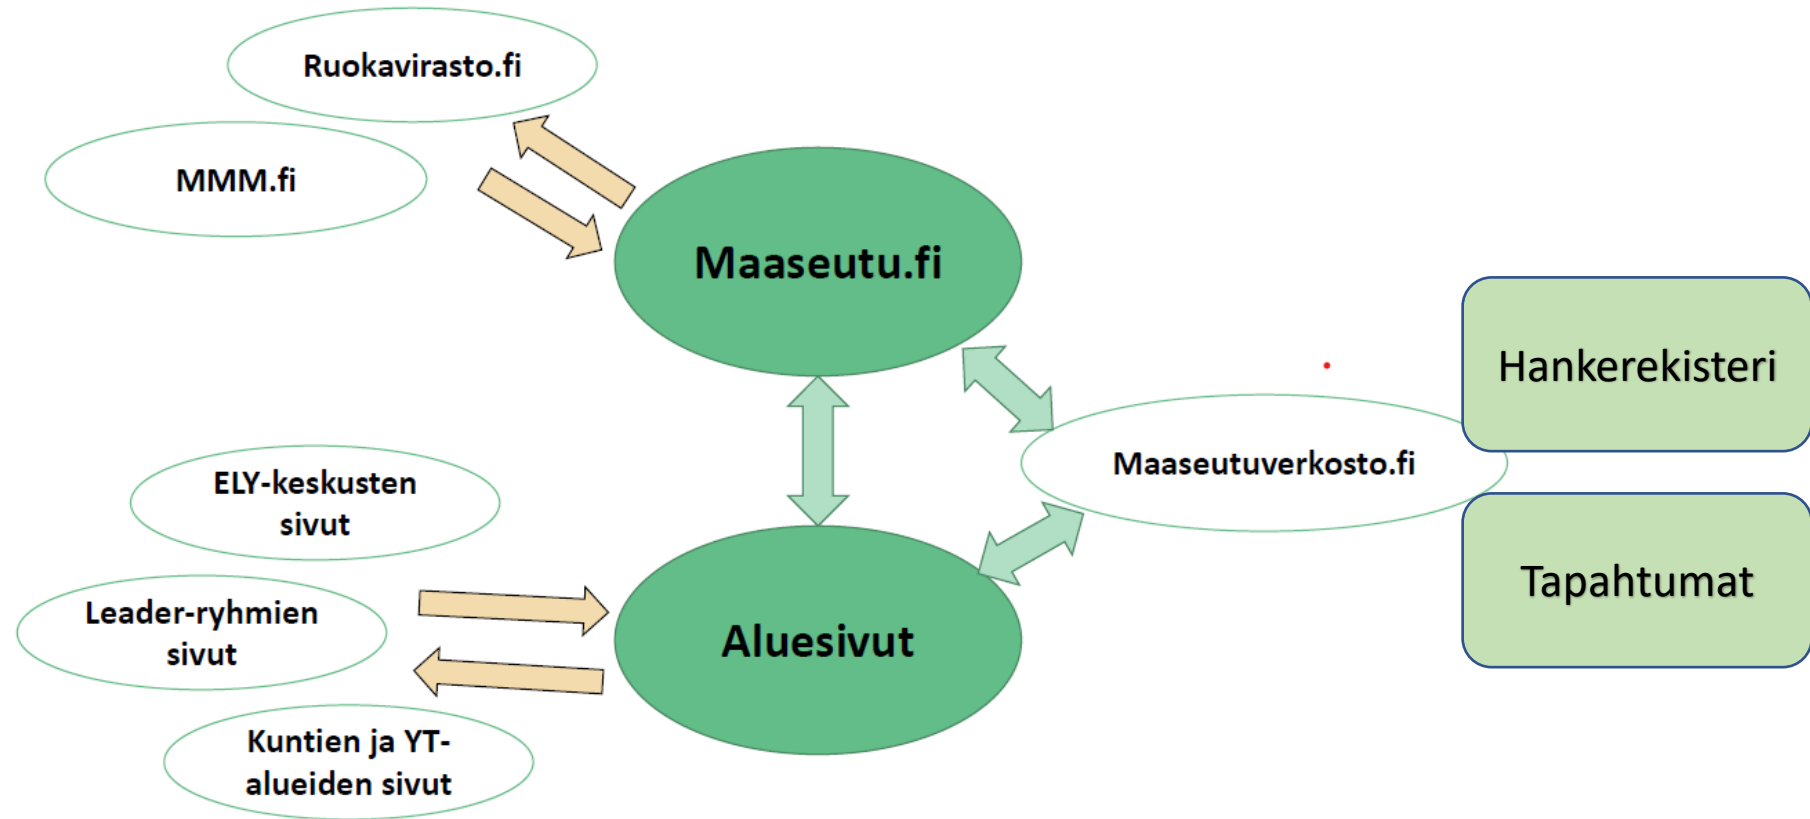 Ruokavirasto.fi
MMM.fi
Maaseutu.fi
Hankerekisteri
Maaseutuverkosto.fi
ELY-keskusten
sivut
Tapahtumat
Leader-ryhmien
sivut
Aluesivut
Kuntien ja YT-
alueiden sivut